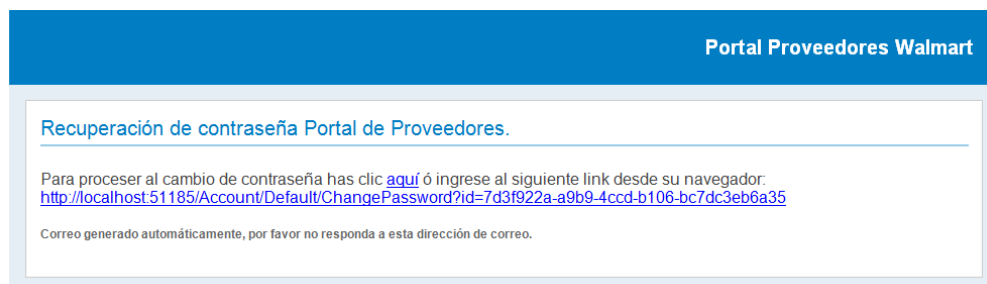 Portal Proveedores Walmart
Recuperación de contraseña Portal de Proveedores.
Para proceser al cambio de contraseña has clic aquí ó ingrese al siguiente link desde su navegador:
http://localhost:51185/Account/Default/ChangePassword?id=7d3f922a-a9b9-4ccd-b106-bc7dc3eb6a35
Correo generado automáticamente, por favor no responda a esta dirección de correo.